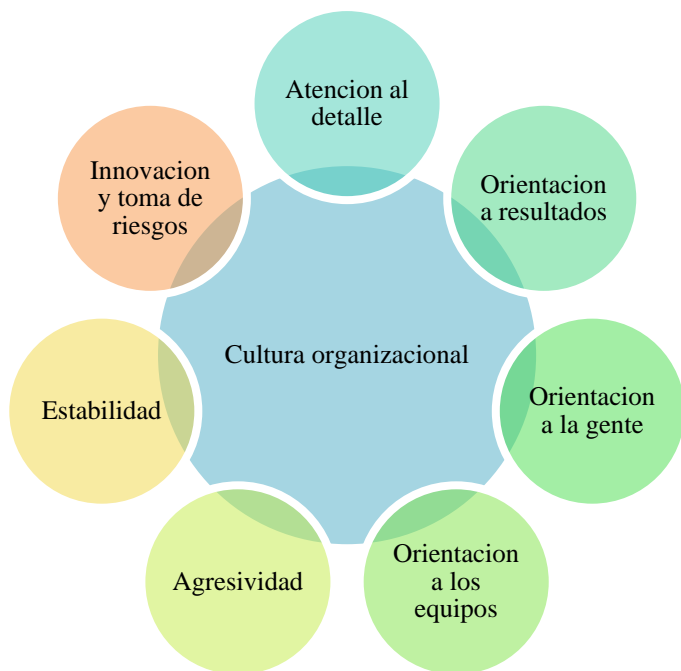 Atencion al
detalle
Orientacion
a resultados
Orientacion
a la gente
Orientacion
a los
equipos
Agresividad
Estabilidad
Innovacion
y toma de
riesgos
Cultura organizacional